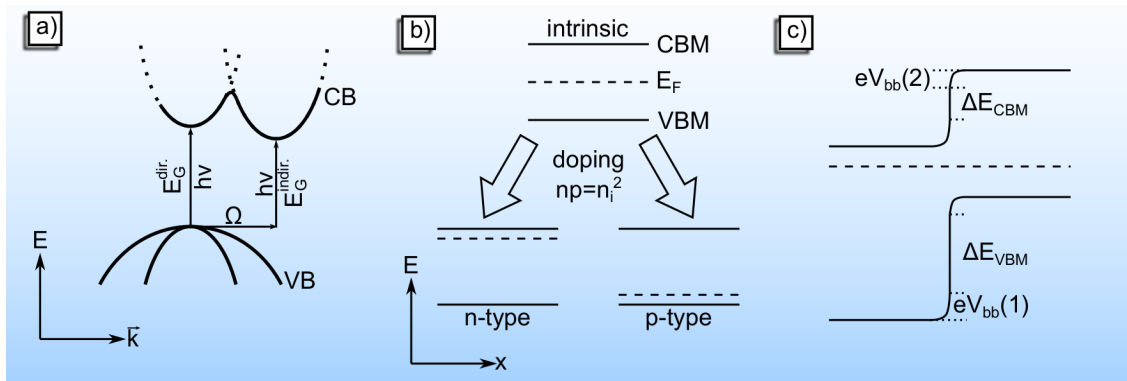 a)
CB
E_G^dir.
hν
hν
E_G^indir.
Ω
E
VB
k⃗
b)
intrinsic
CBM
E_F
VBM
doping
np=n_i^2
E
n-type
p-type
x
c)
eV_bb(2)
ΔE_CBM
ΔE_VBM
eV_bb(1)